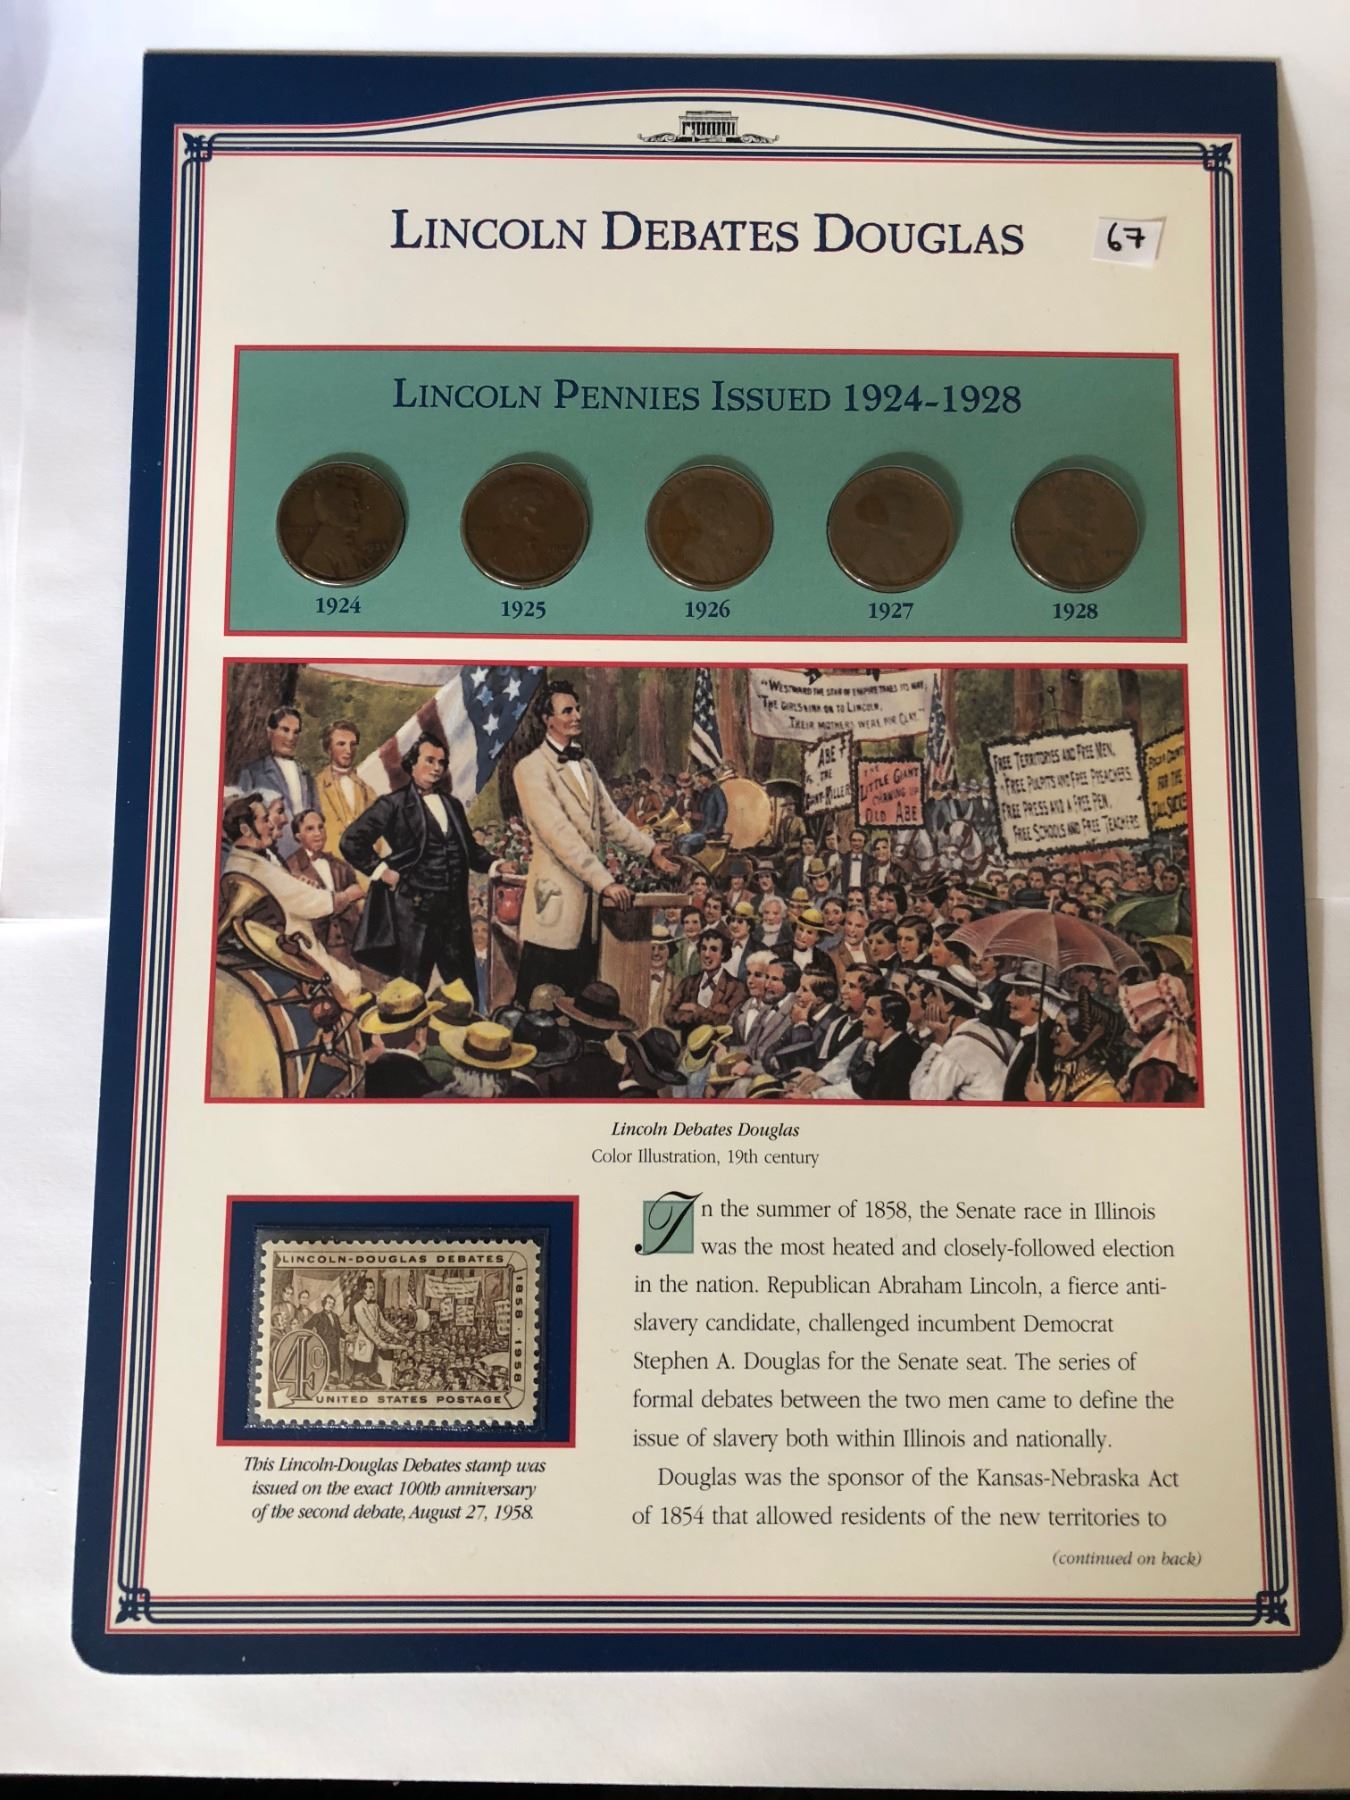 LINCOLN DEBATES DOUGLAS
67
LINCOLN PENNIES ISSUED 1924-1928
1924
1925
1926
1927
1928
"WESTWARD THE STAR OF EMPIRE TAKES ITS WAY,
THE GIRLS LINK ON TO LINCOLN,
THEIR MOTHERS WERE FOR CLAY."
ABE
THE
GIANT-KILLER
THE
LITTLE GIANT
CHAWING UP
OLD ABE
FREE TERRITORIES AND FREE MEN,
FREE PULPITS AND FREE PREACHERS,
FREE PRESS AND A FREE PEN,
FREE SCHOOLS AND FREE TEACHERS
FOR THE
Lincoln Debates Douglas
Color Illustration, 19th century
LINCOLN-DOUGLAS DEBATES
1858 · 1958
4¢
UNITED STATES POSTAGE
This Lincoln-Douglas Debates stamp was
issued on the exact 100th anniversary
of the second debate, August 27, 1958.
In the summer of 1858, the Senate race in Illinois
was the most heated and closely-followed election
in the nation. Republican Abraham Lincoln, a fierce anti-
slavery candidate, challenged incumbent Democrat
Stephen A. Douglas for the Senate seat. The series of
formal debates between the two men came to define the
issue of slavery both within Illinois and nationally.
Douglas was the sponsor of the Kansas-Nebraska Act
of 1854 that allowed residents of the new territories to
(continued on back)